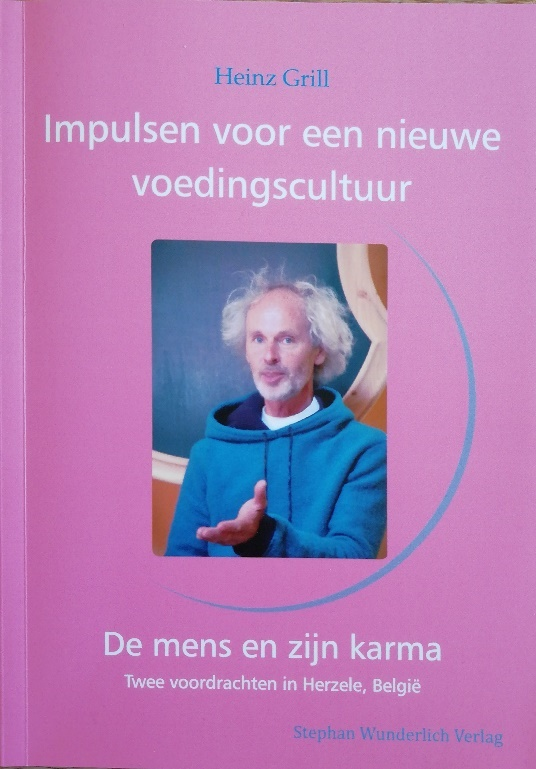 Heinz Grill
Impulsen voor een nieuwe
voedingscultuur
De mens en zijn karma
Twee voordrachten in Herzele, België
Stephan Wunderlich Verlag